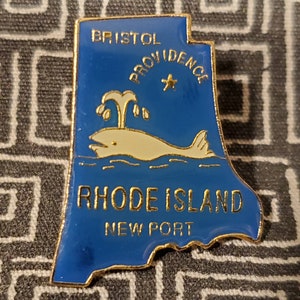 BRISTOL
PROVIDENCE
RHODE ISLAND
NEW PORT